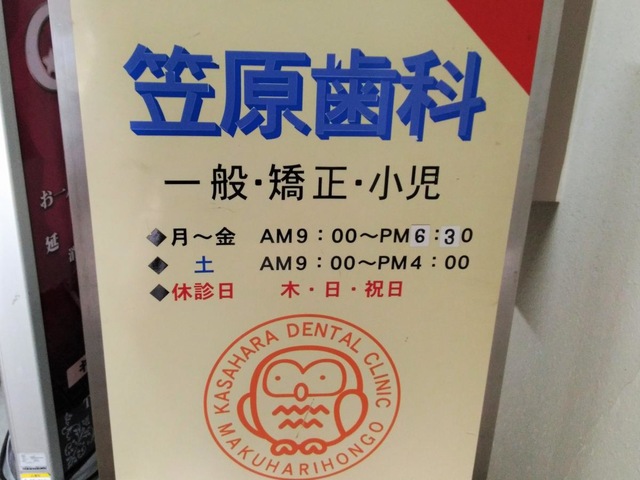 笠原歯科
一般・矯正・小児
◆月～金 AM9：00～PM6：30
◆土 AM9：00～PM4：00
◆休診日 木・日・祝日
KASAHARA DENTAL CLINIC
MAKUHARIHONGO